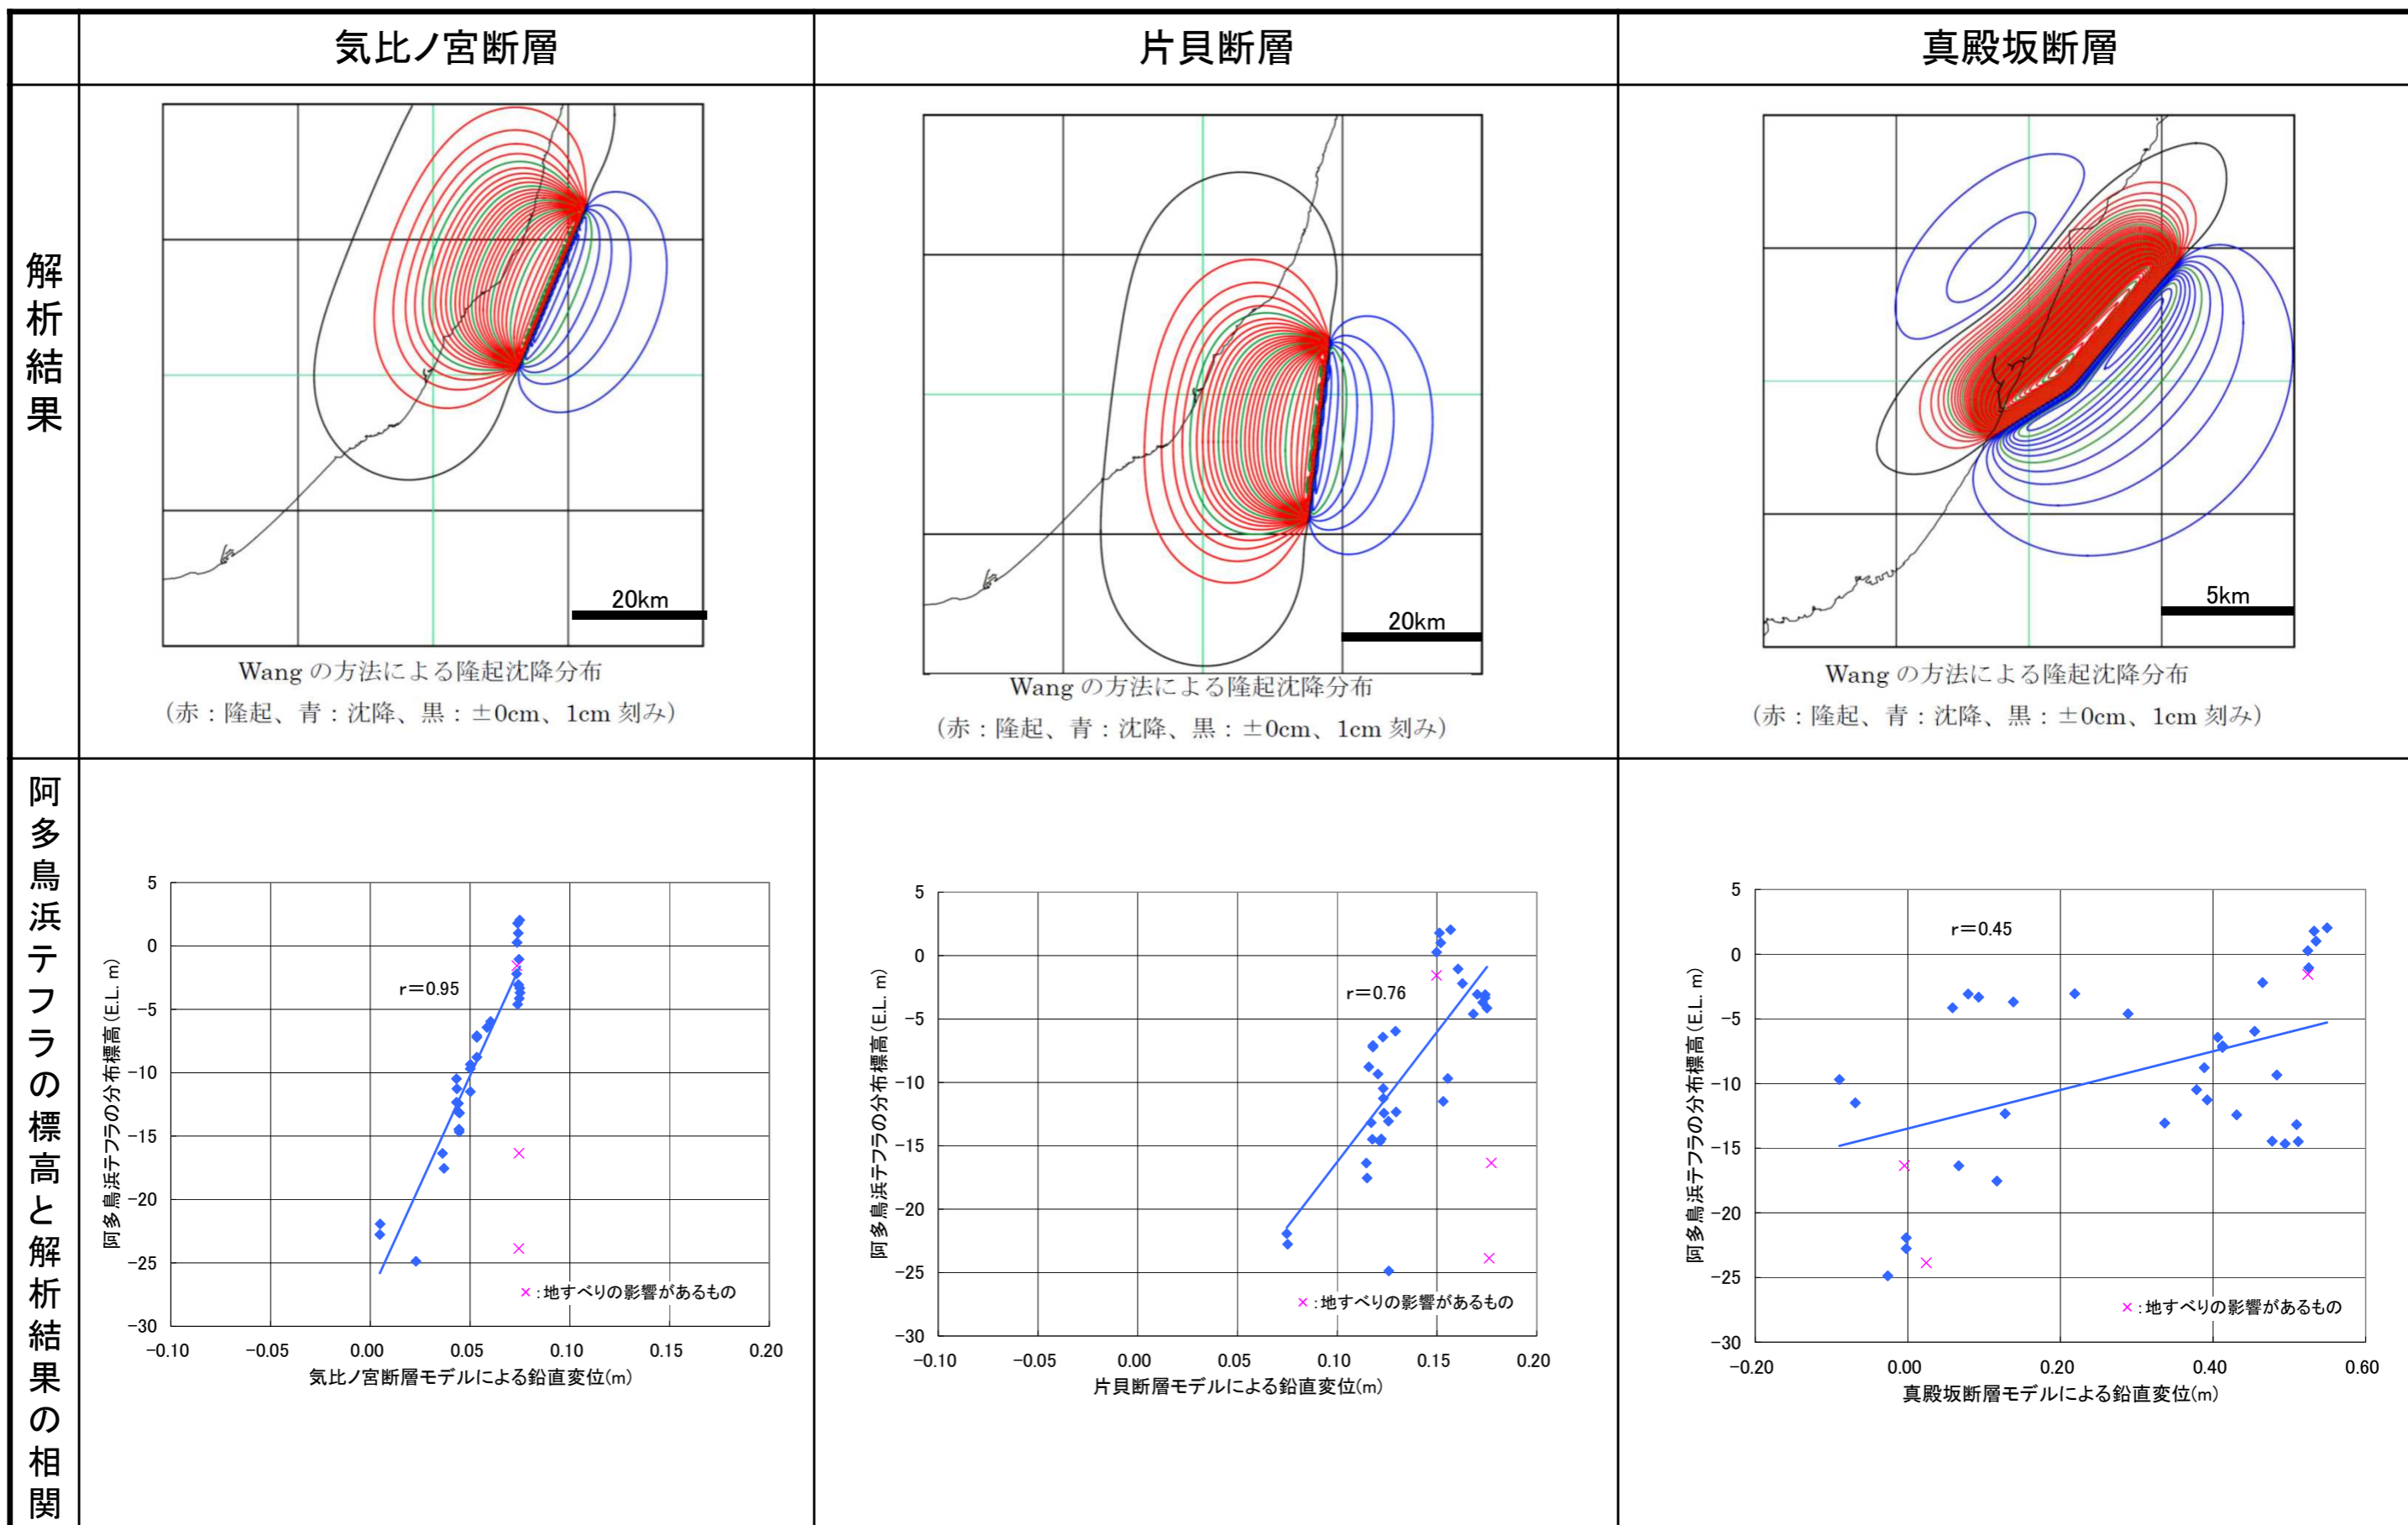 気比ノ宮断層
片貝断層
真殿坂断層
解析結果
20km
Wang の方法による隆起沈降分布
(赤：隆起、青：沈降、黒：±0cm、1cm 刻み)
20km
Wang の方法による隆起沈降分布
(赤：隆起、青：沈降、黒：±0cm、1cm 刻み)
5km
Wang の方法による隆起沈降分布
(赤：隆起、青：沈降、黒：±0cm、1cm 刻み)
阿多鳥浜テフラの標高と解析結果の相関
阿多鳥浜テフラの分布標高(E.L. m)
5
0
−5
−10
−15
−20
−25
−30
r＝0.95
×：地すべりの影響があるもの
−0.10 −0.05 0.00 0.05 0.10 0.15 0.20
気比ノ宮断層モデルによる鉛直変位(m)
阿多鳥浜テフラの分布標高(E.L. m)
5
0
−5
−10
−15
−20
−25
−30
r＝0.76
×：地すべりの影響があるもの
−0.10 −0.05 0.00 0.05 0.10 0.15 0.20
片貝断層モデルによる鉛直変位(m)
阿多鳥浜テフラの分布標高(E.L. m)
5
0
−5
−10
−15
−20
−25
−30
r＝0.45
×：地すべりの影響があるもの
−0.20 0.00 0.20 0.40 0.60
真殿坂断層モデルによる鉛直変位(m)